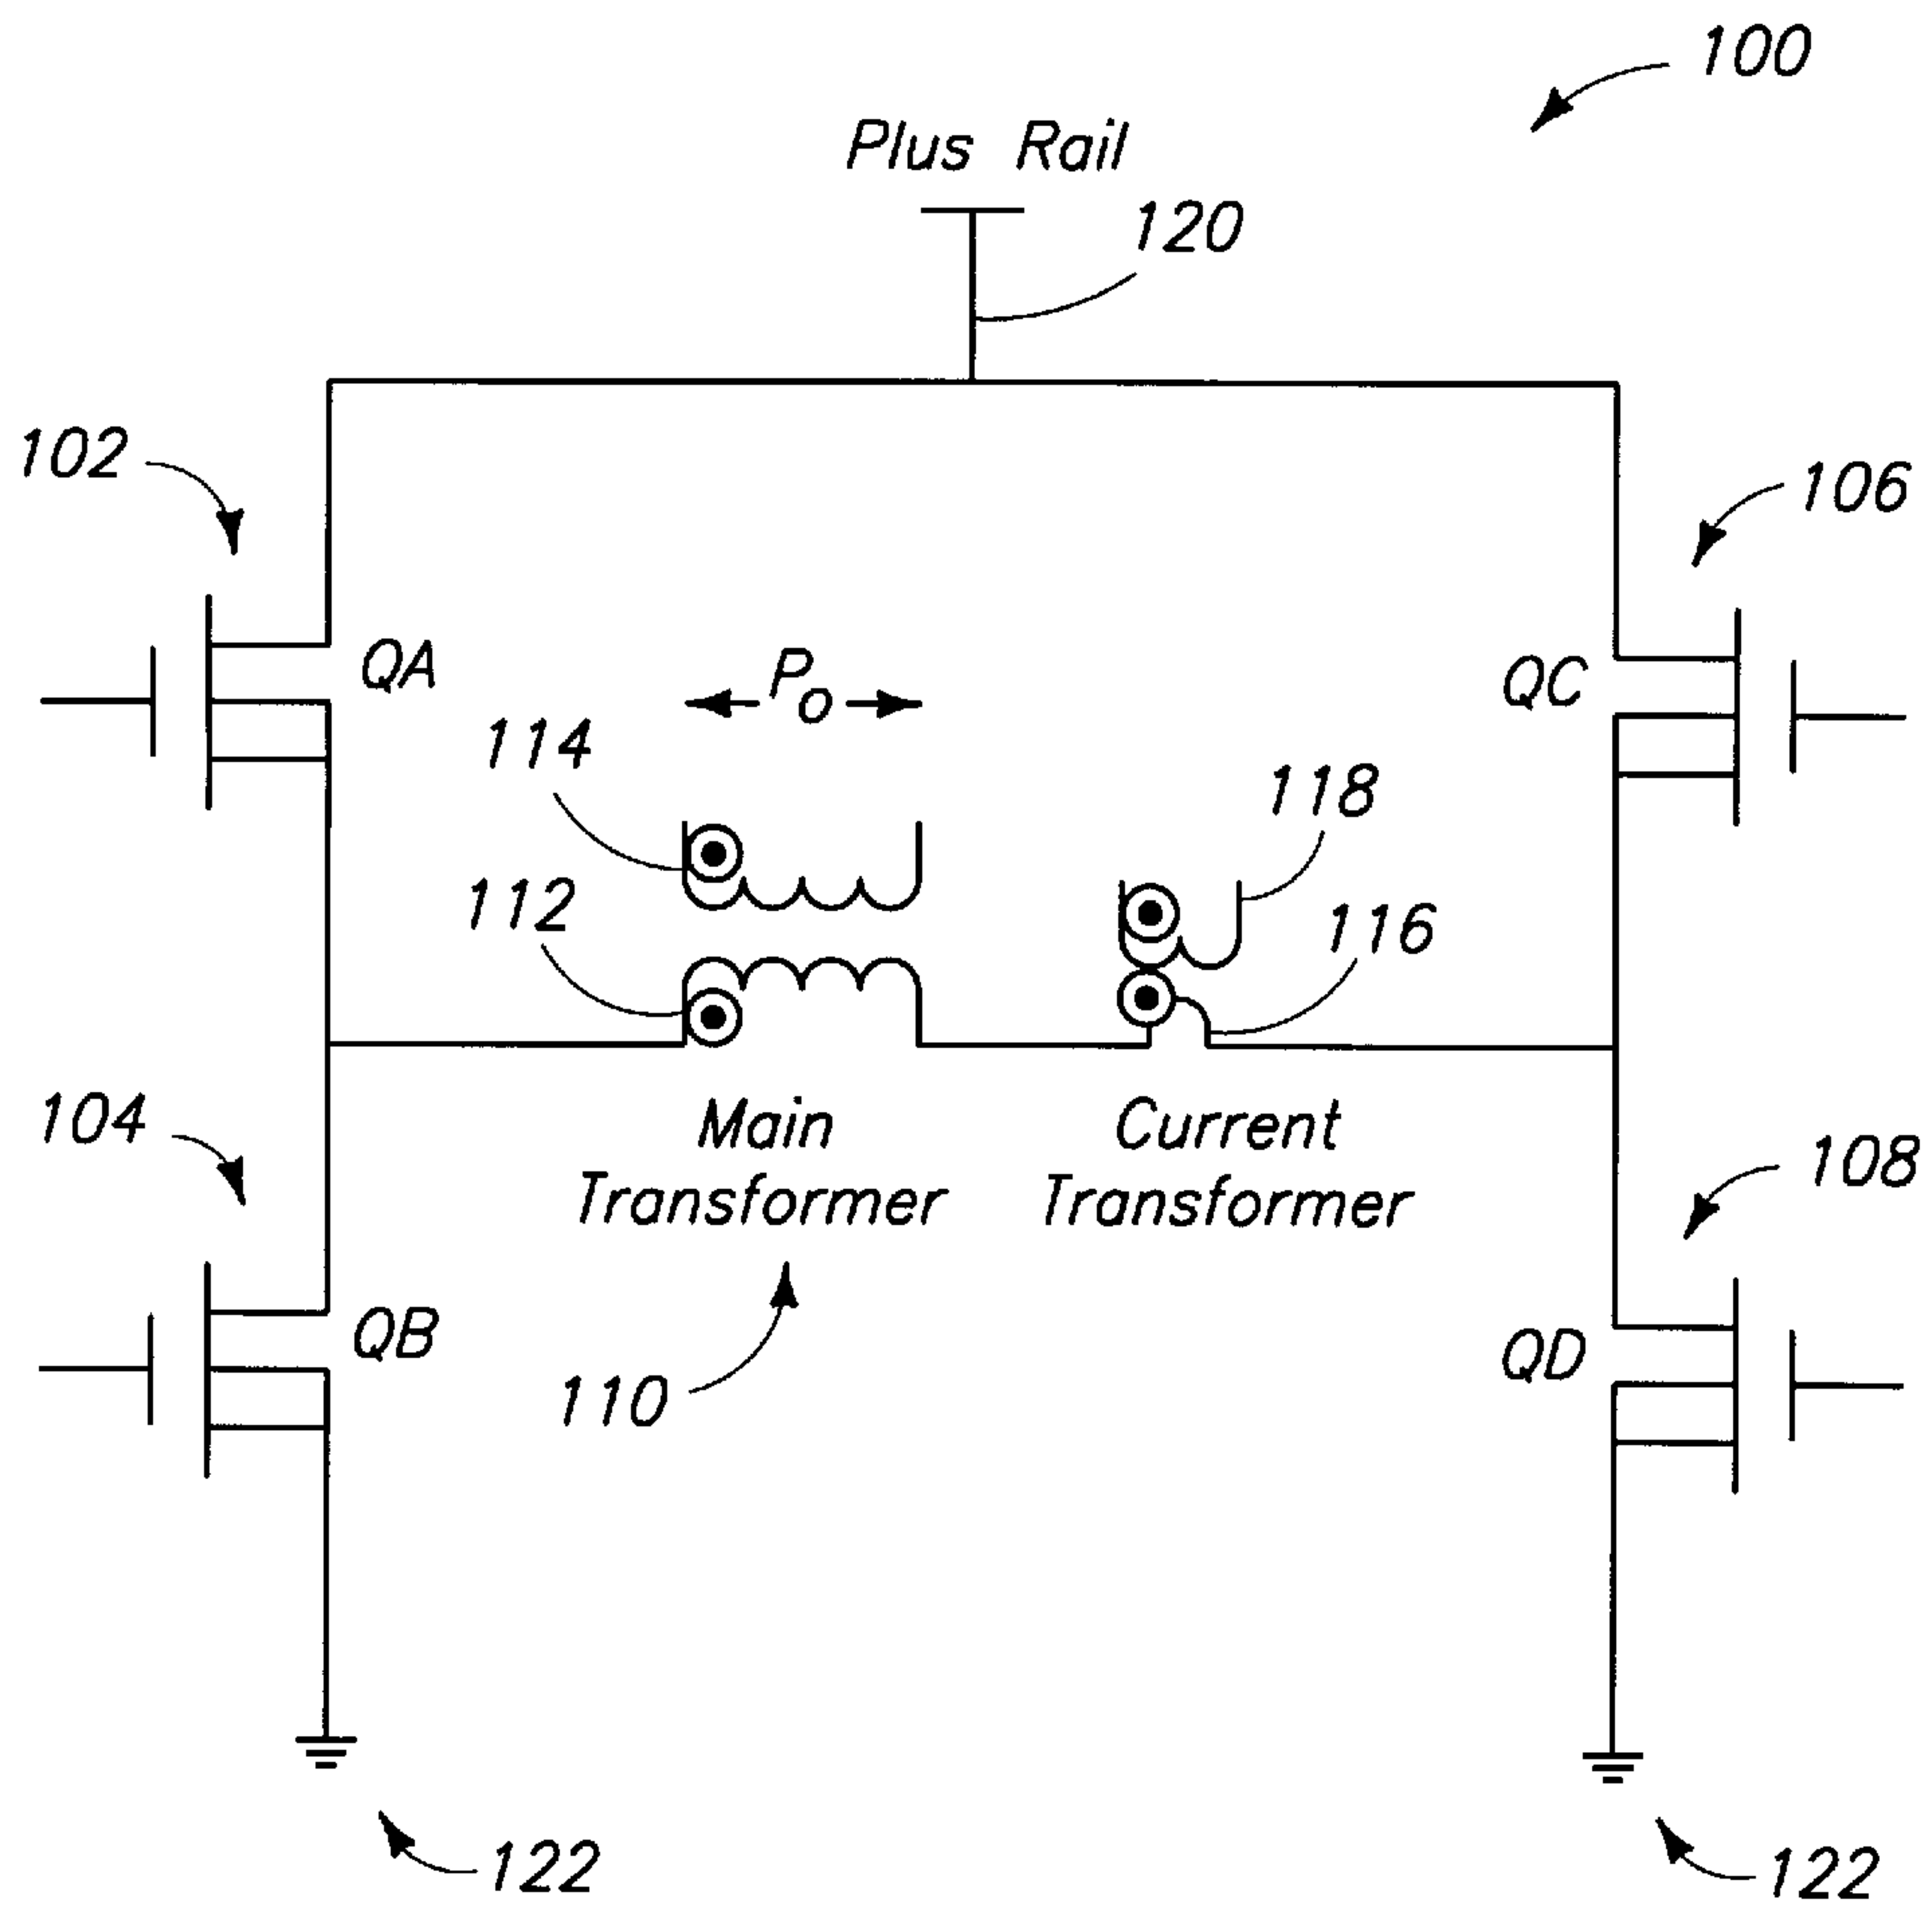 100
Plus Rail
120
102
106
QA
QC
Po
114
118
112
116
104
Main
Transformer
Current
Transformer
108
QB
QD
110
122
122